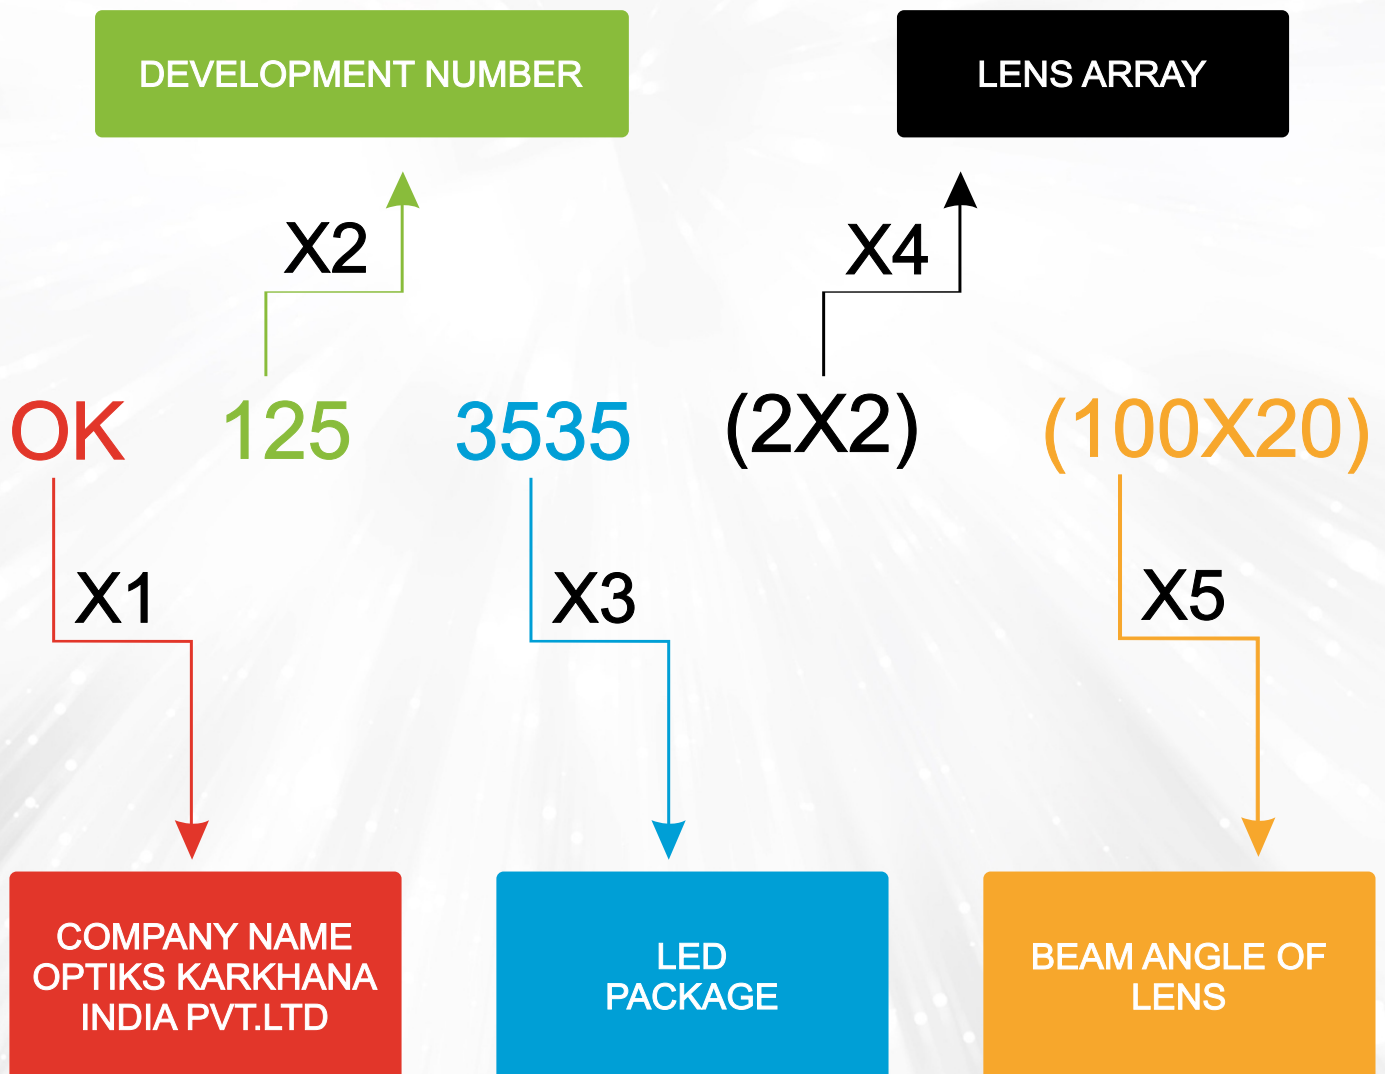 DEVELOPMENT NUMBER
LENS ARRAY
X2
X4
OK 125 3535 (2X2) (100X20)
X1
X3
X5
COMPANY NAME
OPTIKS KARKHANA
INDIA PVT.LTD
LED
PACKAGE
BEAM ANGLE OF
LENS